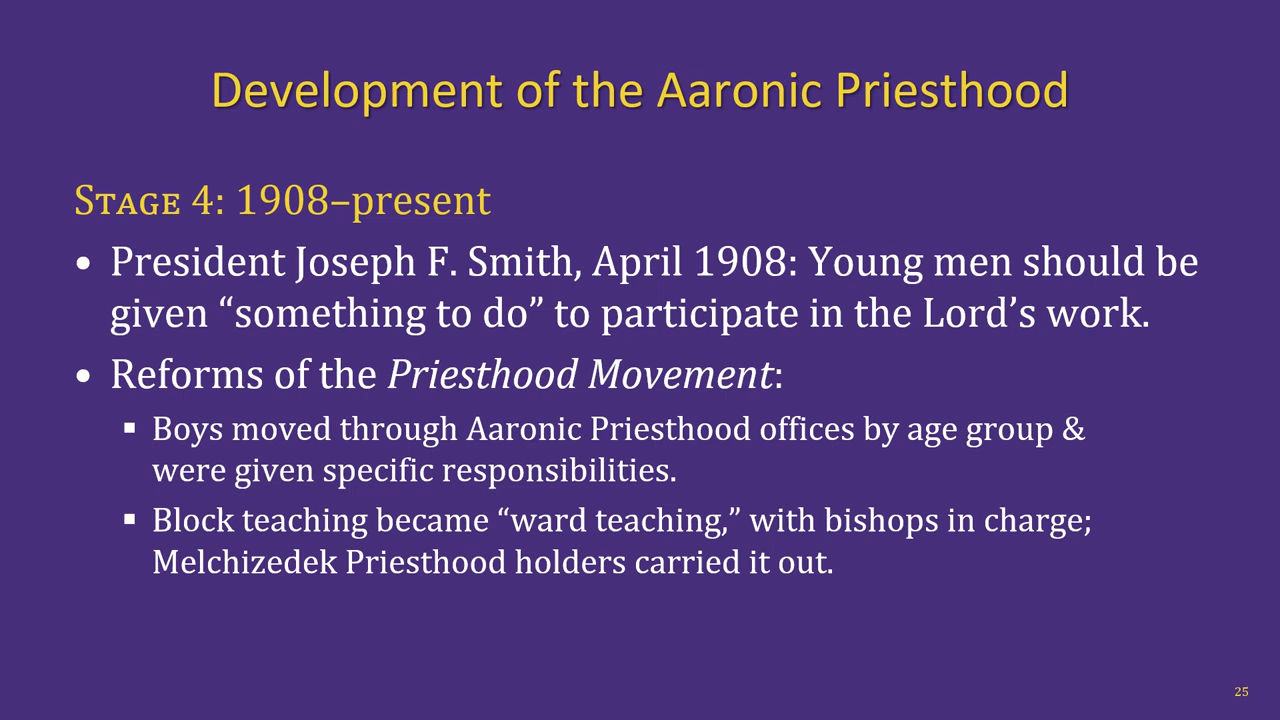 Development of the Aaronic Priesthood
Stage 4: 1908–present
• President Joseph F. Smith, April 1908: Young men should be
given “something to do” to participate in the Lord’s work.
• Reforms of the Priesthood Movement:
▪ Boys moved through Aaronic Priesthood offices by age group &
were given specific responsibilities.
▪ Block teaching became “ward teaching,” with bishops in charge;
Melchizedek Priesthood holders carried it out.
25